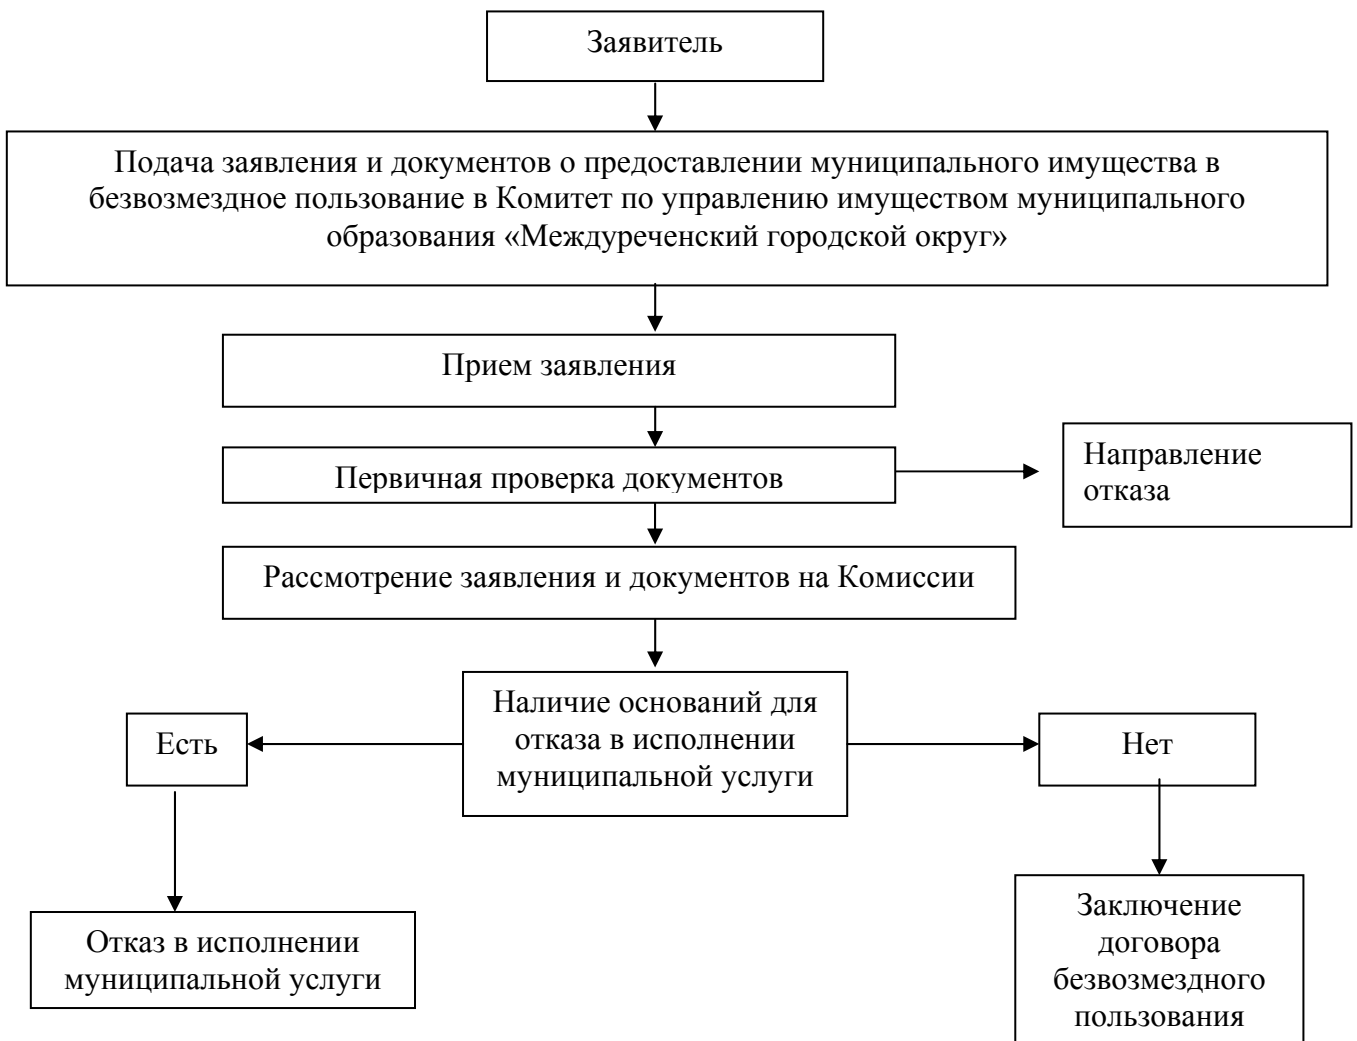 Заявитель
Подача заявления и документов о предоставлении муниципального имущества в
безвозмездное пользование в Комитет по управлению имуществом муниципального
образования «Междуреченский городской округ»
Прием заявления
Первичная проверка документов
Направление
отказа
Рассмотрение заявления и документов на Комиссии
Наличие оснований для
отказа в исполнении
муниципальной услуги
Есть
Нет
Отказ в исполнении
муниципальной услуги
Заключение
договора
безвозмездного
пользования